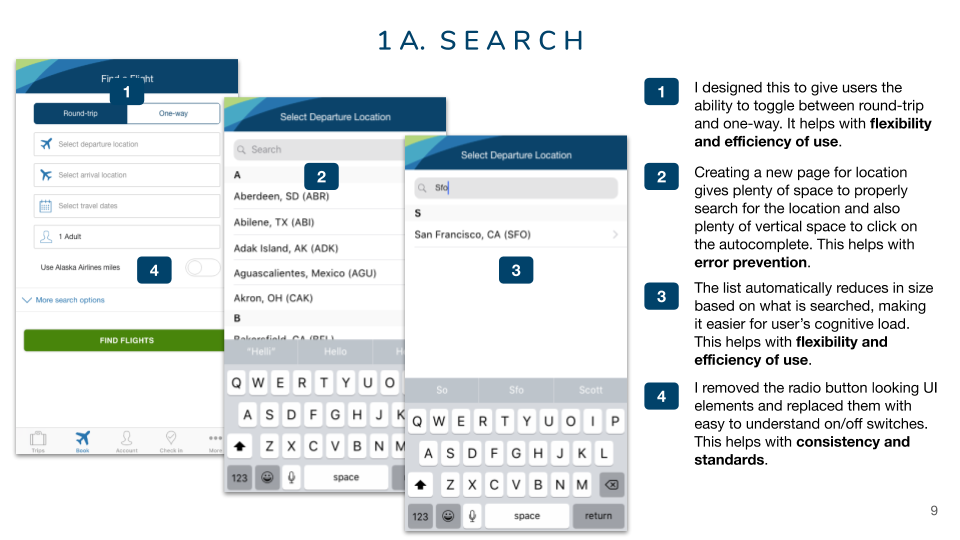 1 A. SEARCH
Find a Flight
1
Round-trip
One-way
Select departure location
Select arrival location
Select travel dates
1 Adult
Use Alaska Airlines miles
4
More search options
FIND FLIGHTS
Trips
Book
Account
Check In
More
Select Departure Location
Search
2
A
Aberdeen, SD (ABR)
Abilene, TX (ABI)
Adak Island, AK (ADK)
Aguascalientes, Mexico (AGU)
Akron, OH (CAK)
B
Bakersfield, CA (BFL)
"Helli"
Hello
Q W E R T Y U O
A S D F G H J K
Z X C V B N M
123
space
Select Departure Location
Sfo
S
San Francisco, CA (SFO)
3
So
Sfo
Scott
Q W E R T Y U O I P
A S D F G H J K L
Z X C V B N M
123
space
return
1
I designed this to give users the
ability to toggle between round-trip
and one-way. It helps with flexibility
and efficiency of use.
2
Creating a new page for location
gives plenty of space to properly
search for the location and also
plenty of vertical space to click on
the autocomplete. This helps with
error prevention.
3
The list automatically reduces in size
based on what is searched, making
it easier for user's cognitive load.
This helps with flexibility and
efficiency of use.
4
I removed the radio button looking UI
elements and replaced them with
easy to understand on/off switches.
This helps with consistency and
standards.
9